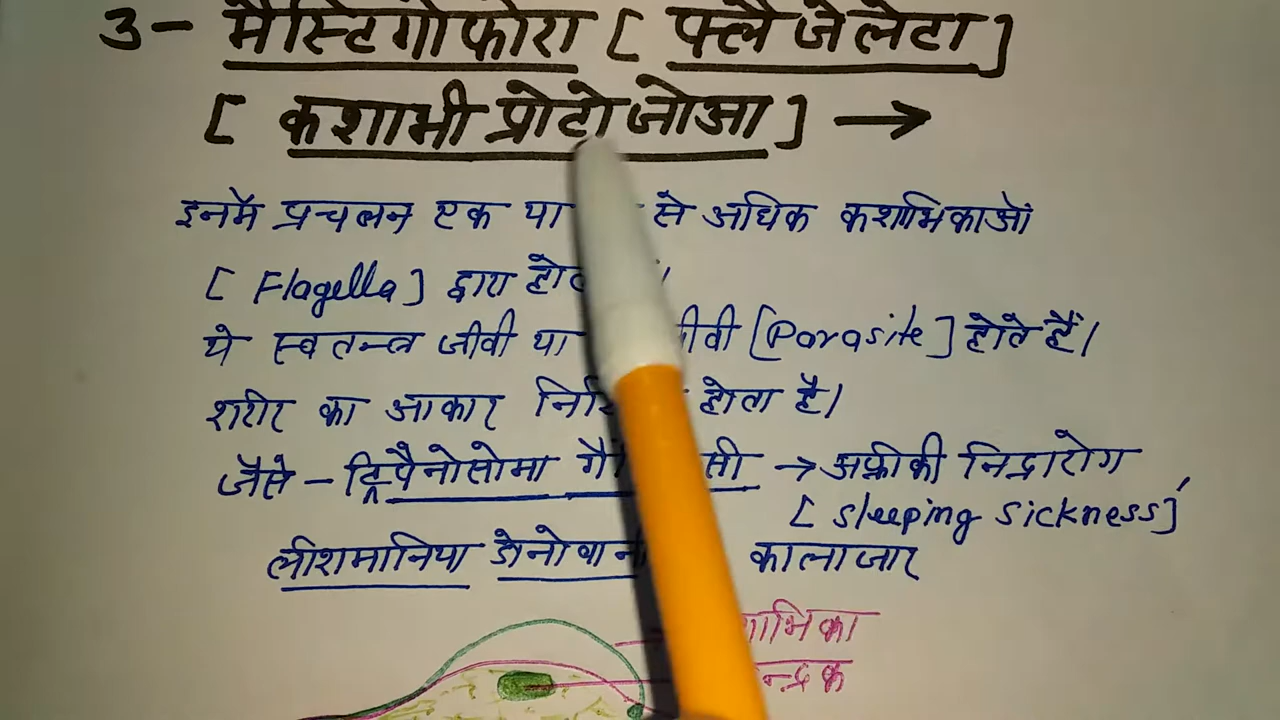 3- मैस्टिगोफोरा [ फ्लैजेलेटा ]
[ कशाभी प्रोटोजोआ ] →
इनमें प्रचलन एक या से अधिक कशाभिकाओं
[ Flagella ] द्वारा
ये स्वतन्त्र जीवी या [ Parasite ] होते हैं।
शरीर का आकार होता है।
जैसे - ट्रिपैनोसोमा → अफ्रीकी निद्रारोग
[ Sleeping Sickness ]
लीशमानिया कालाजार